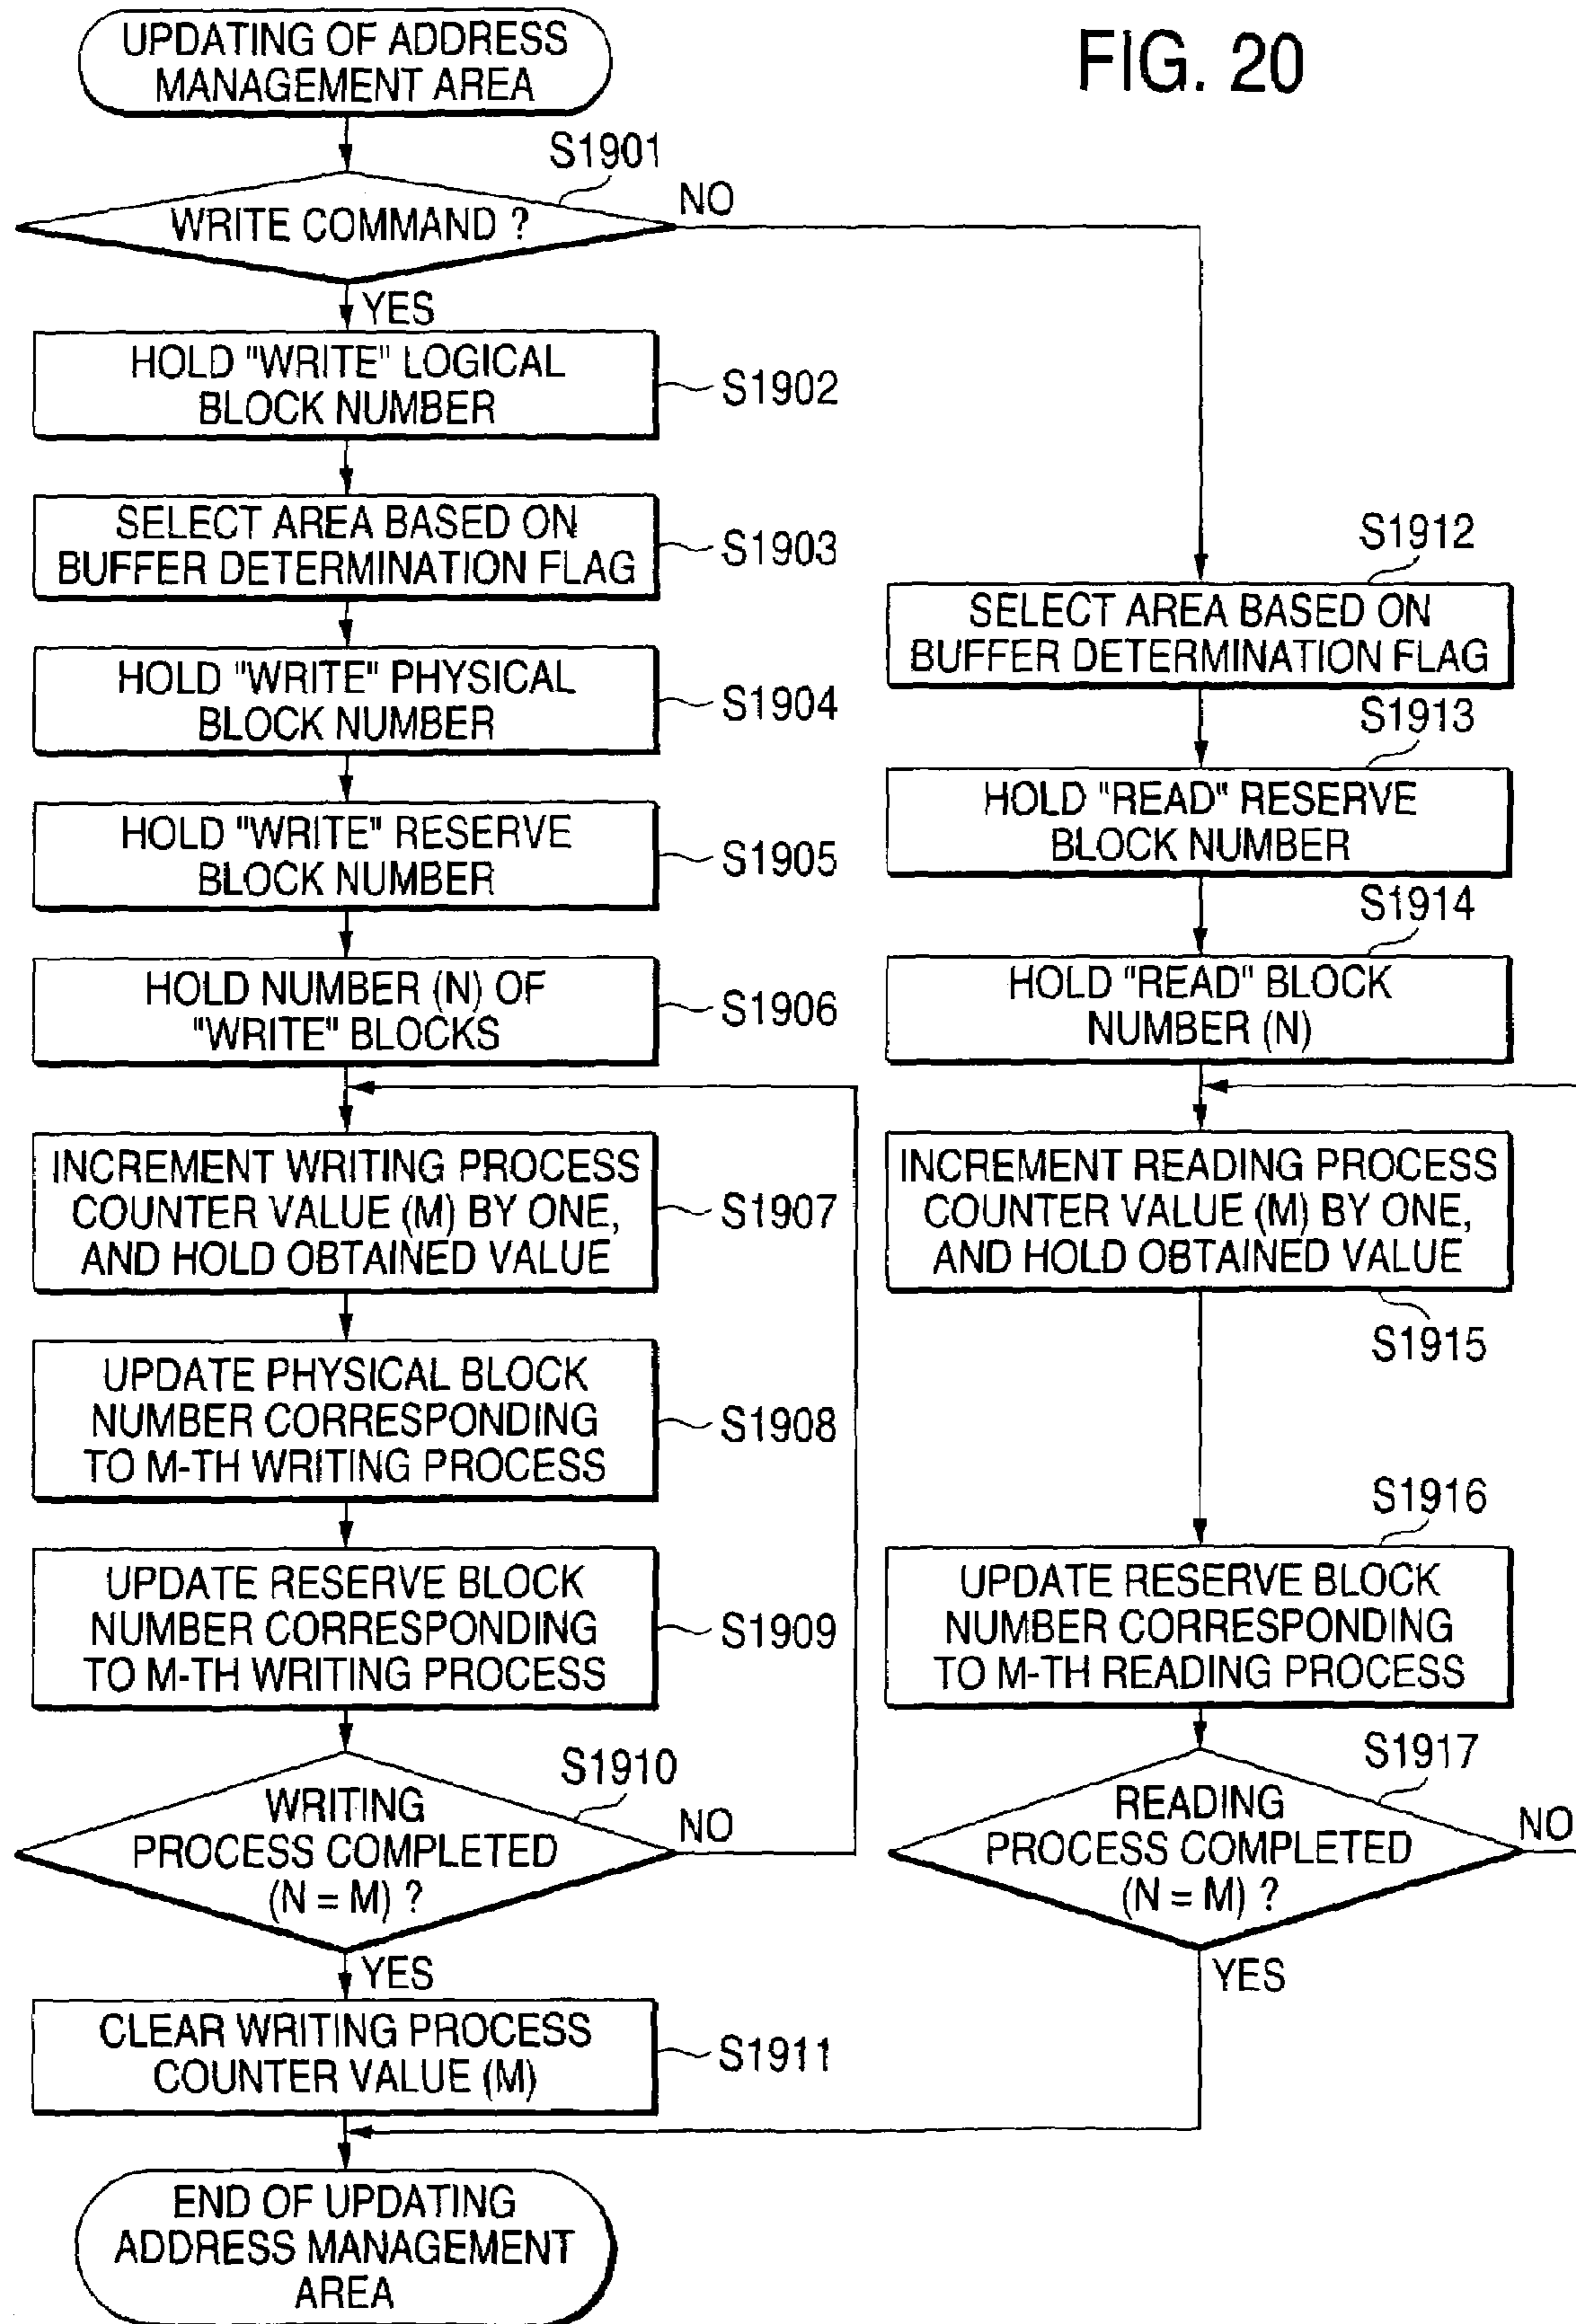 FIG. 20
UPDATING OF ADDRESS
MANAGEMENT AREA
S1901
WRITE COMMAND ?
NO
YES
HOLD "WRITE" LOGICAL
BLOCK NUMBER
S1902
SELECT AREA BASED ON
BUFFER DETERMINATION FLAG
S1903
HOLD "WRITE" PHYSICAL
BLOCK NUMBER
S1904
HOLD "WRITE" RESERVE
BLOCK NUMBER
S1905
HOLD NUMBER (N) OF
"WRITE" BLOCKS
S1906
INCREMENT WRITING PROCESS
COUNTER VALUE (M) BY ONE,
AND HOLD OBTAINED VALUE
S1907
UPDATE PHYSICAL BLOCK
NUMBER CORRESPONDING
TO M-TH WRITING PROCESS
S1908
UPDATE RESERVE BLOCK
NUMBER CORRESPONDING
TO M-TH WRITING PROCESS
S1909
S1910
WRITING
PROCESS COMPLETED
(N = M) ?
NO
YES
CLEAR WRITING PROCESS
COUNTER VALUE (M)
S1911
S1912
SELECT AREA BASED ON
BUFFER DETERMINATION FLAG
S1913
HOLD "READ" RESERVE
BLOCK NUMBER
S1914
HOLD "READ" BLOCK
NUMBER (N)
INCREMENT READING PROCESS
COUNTER VALUE (M) BY ONE,
AND HOLD OBTAINED VALUE
S1915
S1916
UPDATE RESERVE BLOCK
NUMBER CORRESPONDING
TO M-TH READING PROCESS
S1917
READING
PROCESS COMPLETED
(N = M) ?
NO
YES
END OF UPDATING
ADDRESS MANAGEMENT
AREA